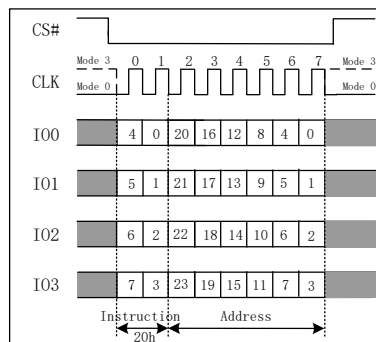 CS#
Mode 3 0 1 2 3 4 5 6 7 Mode 3
CLK
Mode 0 Mode 0
IO0 4 0 20 16 12 8 4 0
IO1 5 1 21 17 13 9 5 1
IO2 6 2 22 18 14 10 6 2
IO3 7 3 23 19 15 11 7 3
Instruction Address
20h